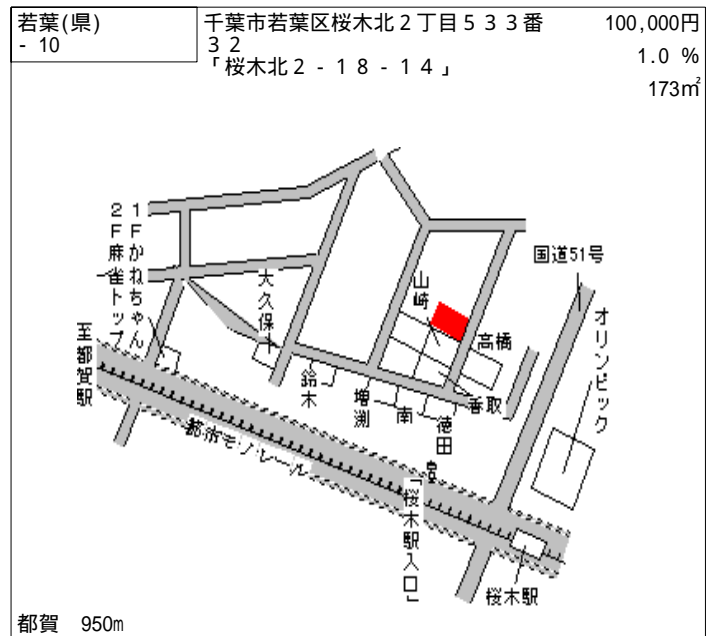 若葉(県)
- 10
千葉市若葉区桜木北２丁目５３３番
３２
「桜木北２－１８－１４」
100,000円
1.0 %
173㎡
１Fかねちゃん
２F麻雀トップ
大久保
山崎
国道51号
オリンピック
高橋
至都賀駅
鈴木
増渕
南
徳田
香取
都市モノレール
「桜木駅入口」
桜木駅
都賀　950m